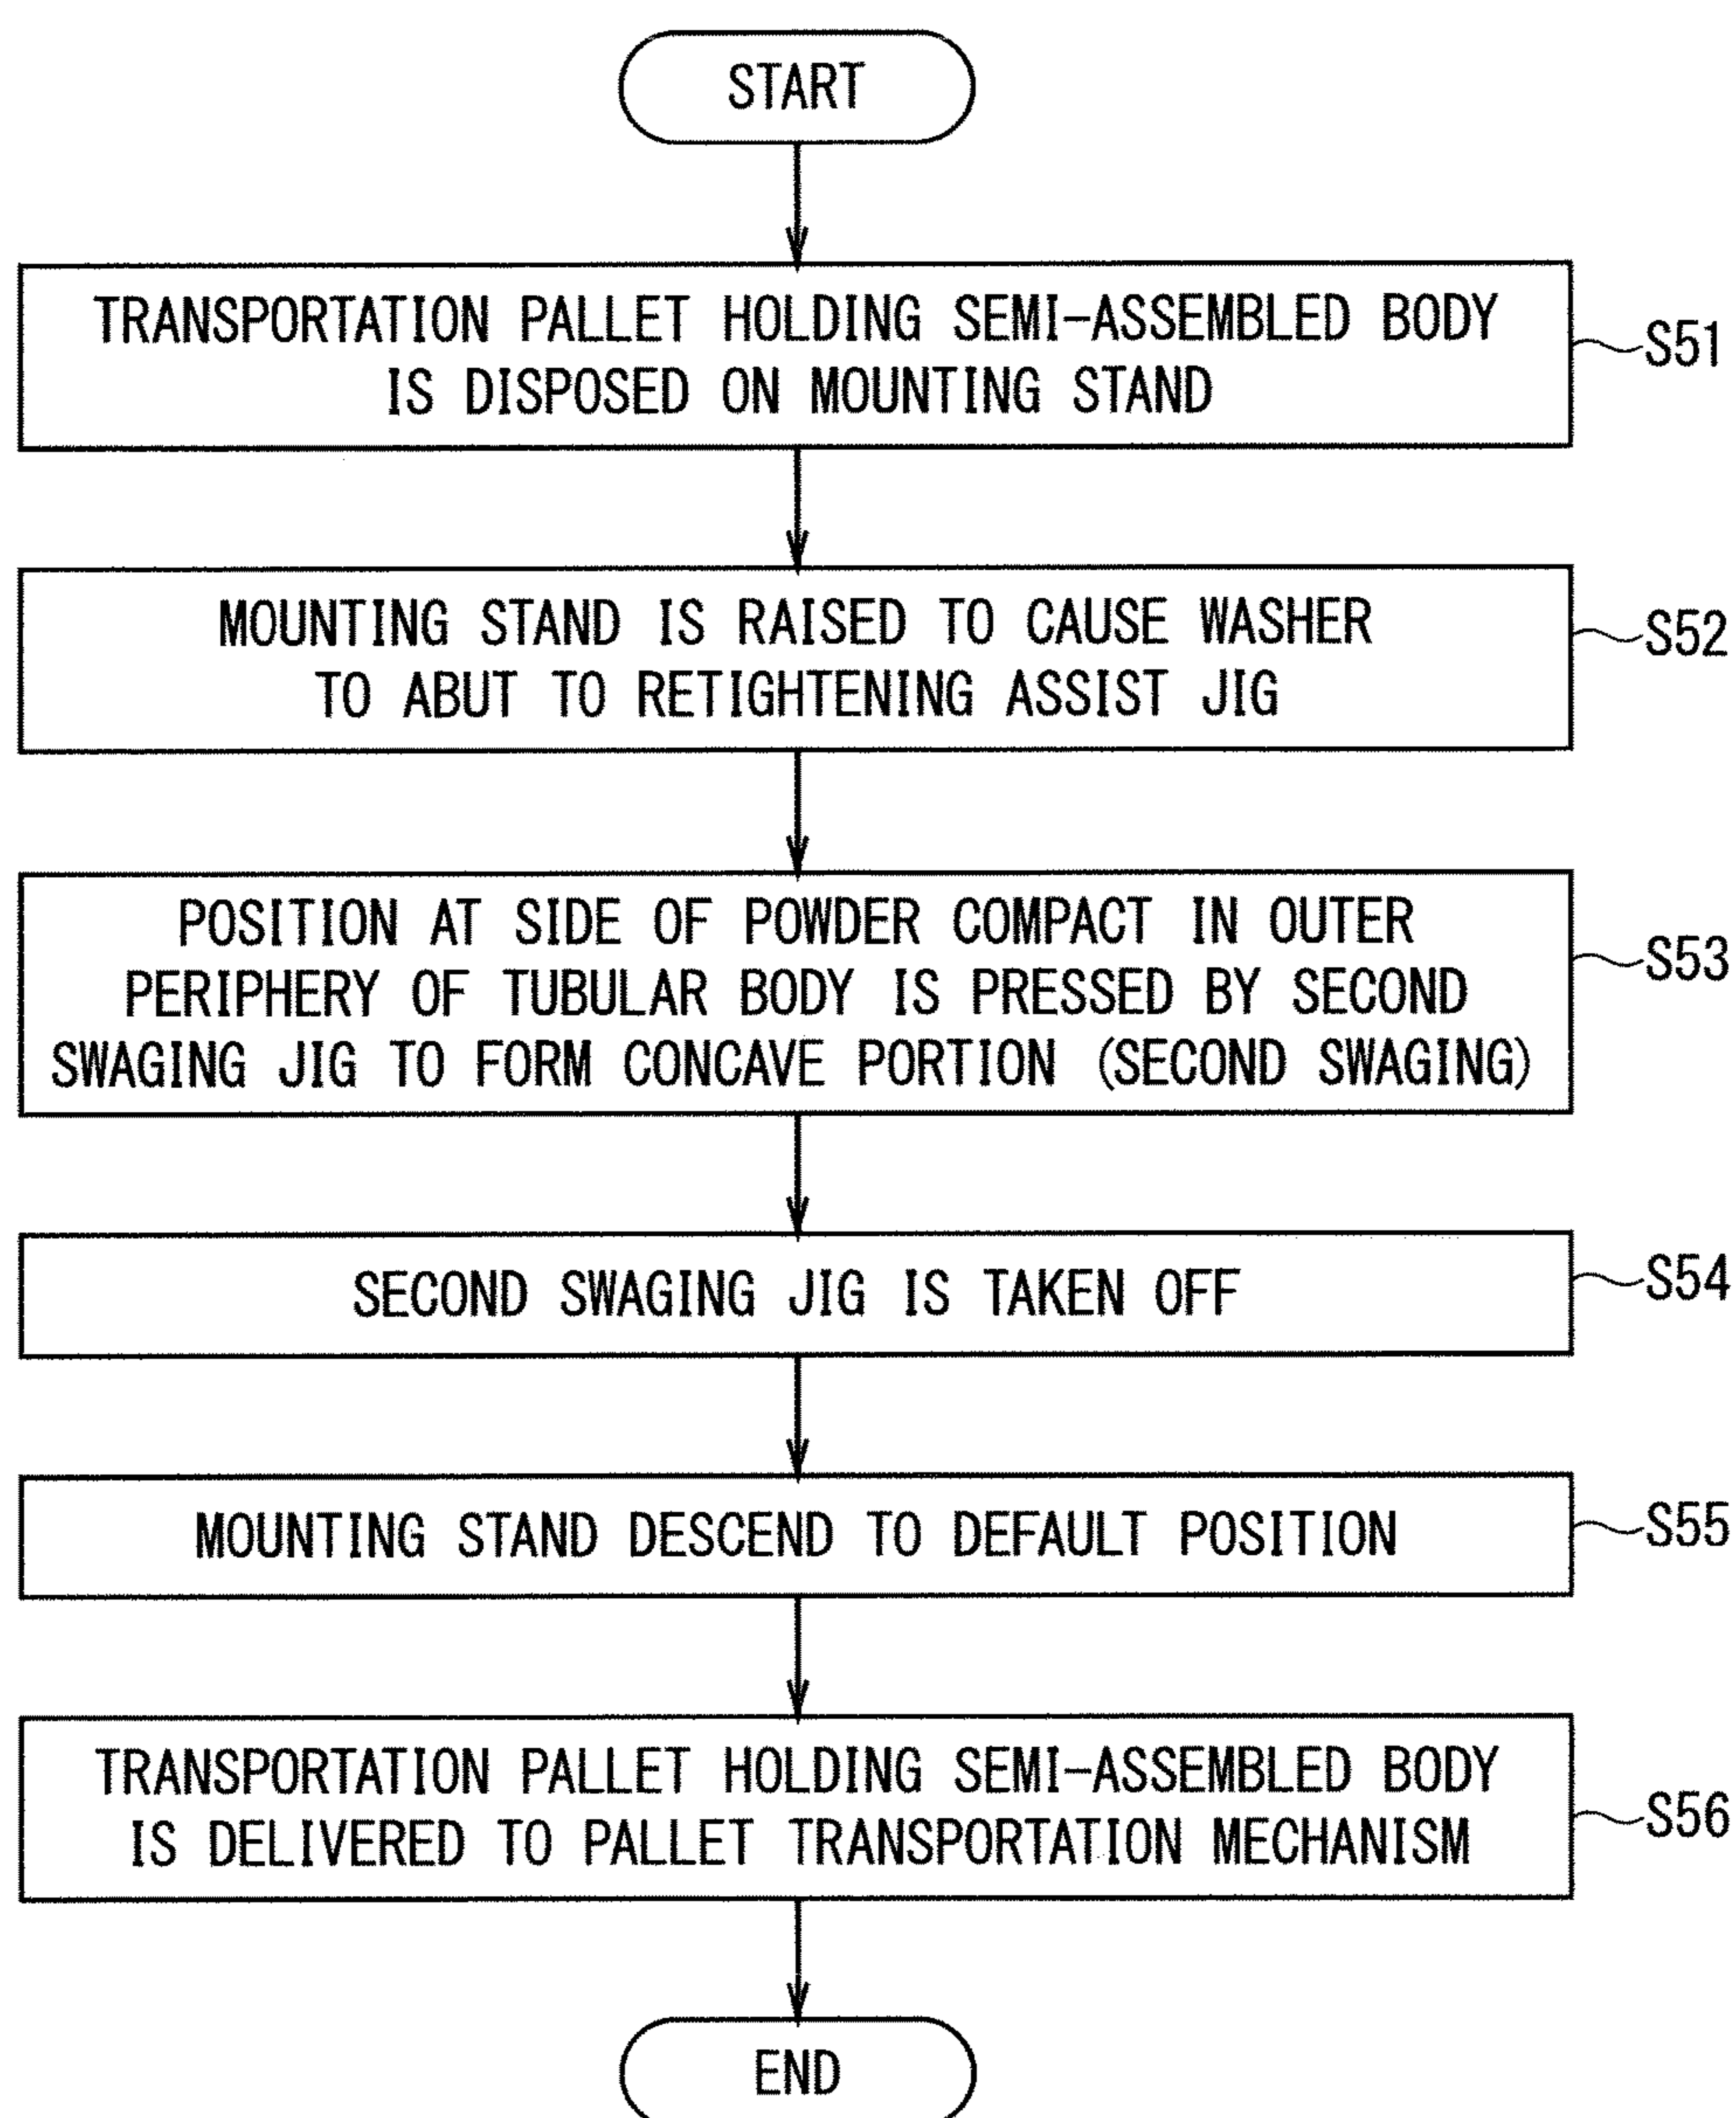 START
TRANSPORTATION PALLET HOLDING SEMI-ASSEMBLED BODY
IS DISPOSED ON MOUNTING STAND
S51
MOUNTING STAND IS RAISED TO CAUSE WASHER
TO ABUT TO RETIGHTENING ASSIST JIG
S52
POSITION AT SIDE OF POWDER COMPACT IN OUTER
PERIPHERY OF TUBULAR BODY IS PRESSED BY SECOND
SWAGING JIG TO FORM CONCAVE PORTION (SECOND SWAGING)
S53
SECOND SWAGING JIG IS TAKEN OFF
S54
MOUNTING STAND DESCEND TO DEFAULT POSITION
S55
TRANSPORTATION PALLET HOLDING SEMI-ASSEMBLED BODY
IS DELIVERED TO PALLET TRANSPORTATION MECHANISM
S56
END